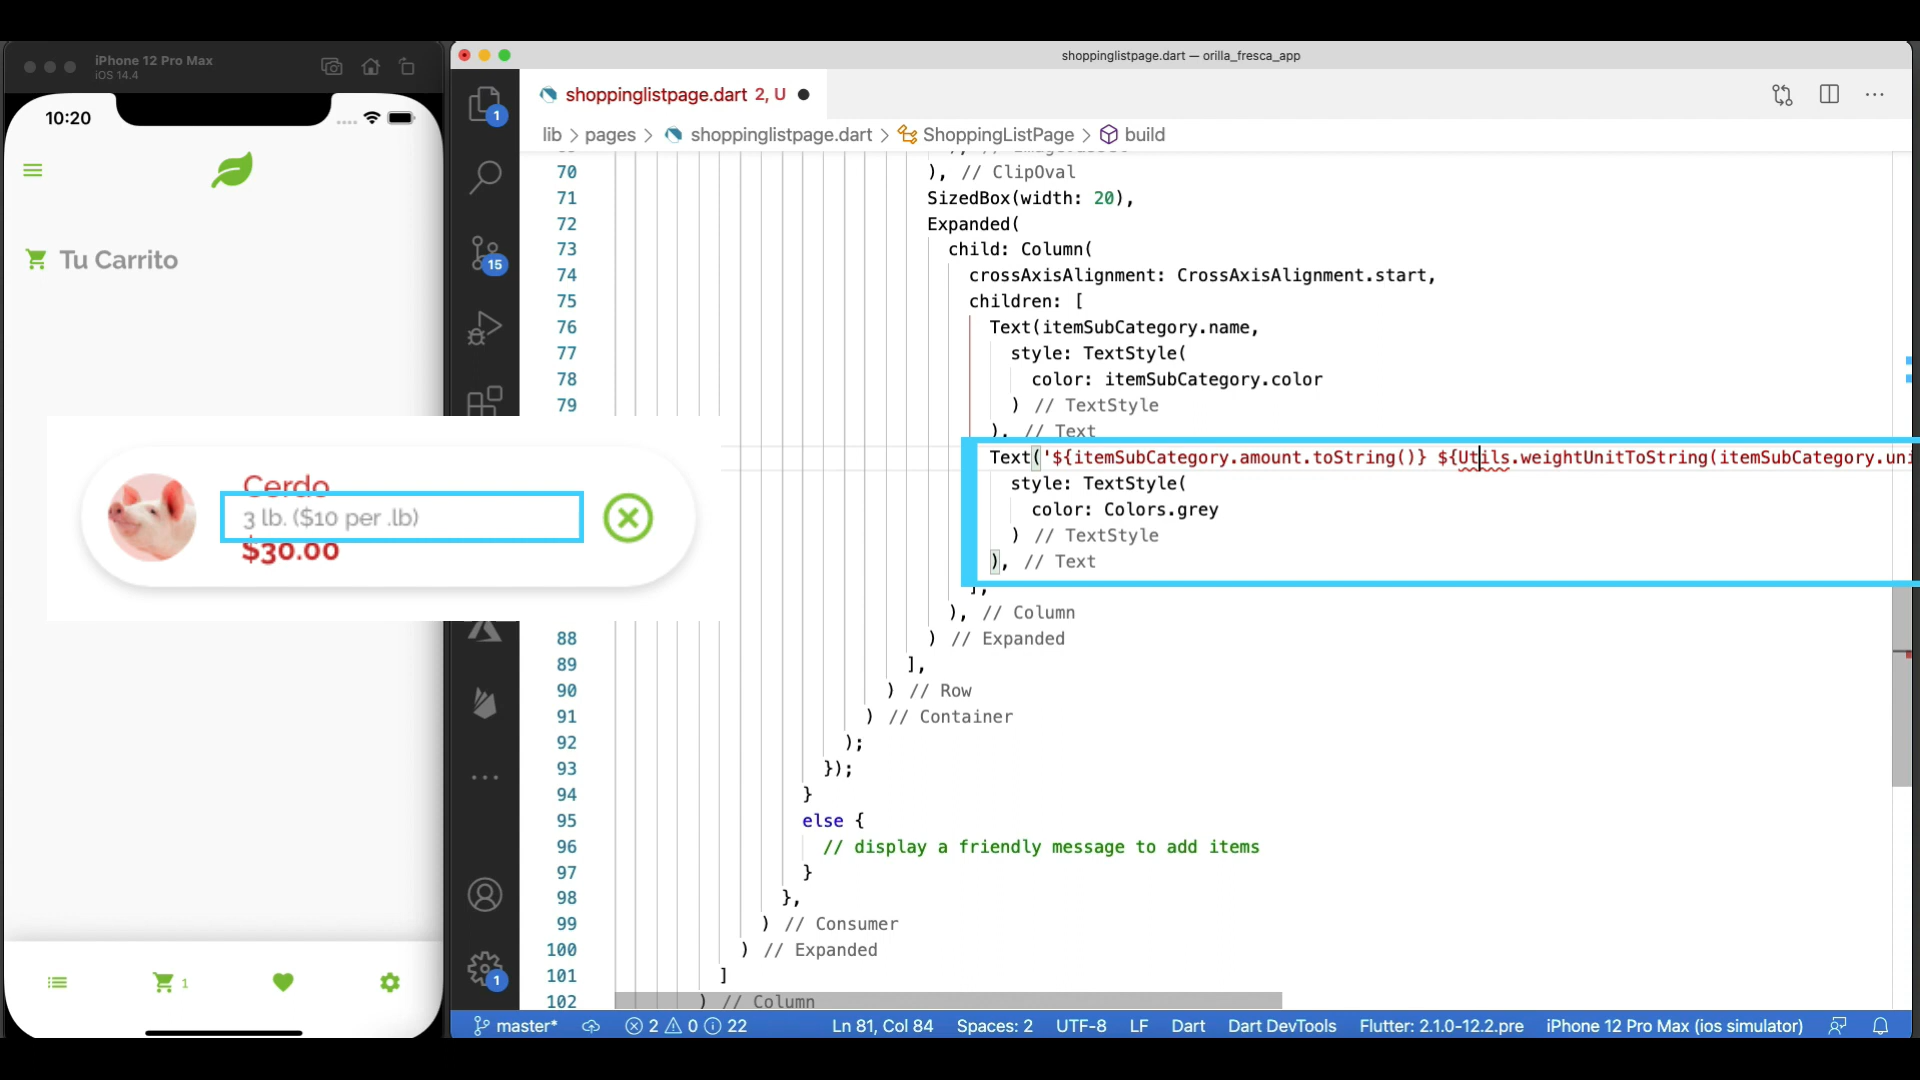 iPhone 12 Pro Max
iOS 14.4
10:20
Tu Carrito
Cerdo
3 lb. ($10 per .lb)
$30.00
1
shoppinglistpage.dart — orilla_fresca_app
1
15
1
shoppinglistpage.dart 2, U
lib > pages > shoppinglistpage.dart > ShoppingListPage > build
70 ), // ClipOval
71 SizedBox(width: 20),
72 Expanded(
73 child: Column(
74 crossAxisAlignment: CrossAxisAlignment.start,
75 children: [
76 Text(itemSubCategory.name,
77 style: TextStyle(
78 color: itemSubCategory.color
79 ) // TextStyle
), // Text
Text('${itemSubCategory.amount.toString()} ${Utils.weightUnitToString(itemSubCategory.uni
style: TextStyle(
color: Colors.grey
) // TextStyle
), // Text
],
), // Column
88 ) // Expanded
89 ],
90 ) // Row
91 ) // Container
92 );
93 });
94 }
95 else {
96 // display a friendly message to add items
97 }
98 },
99 ) // Consumer
100 ) // Expanded
101 ]
102 ) // Column
master* 2 0 22 Ln 81, Col 84 Spaces: 2 UTF-8 LF Dart Dart DevTools Flutter: 2.1.0-12.2.pre iPhone 12 Pro Max (ios simulator)